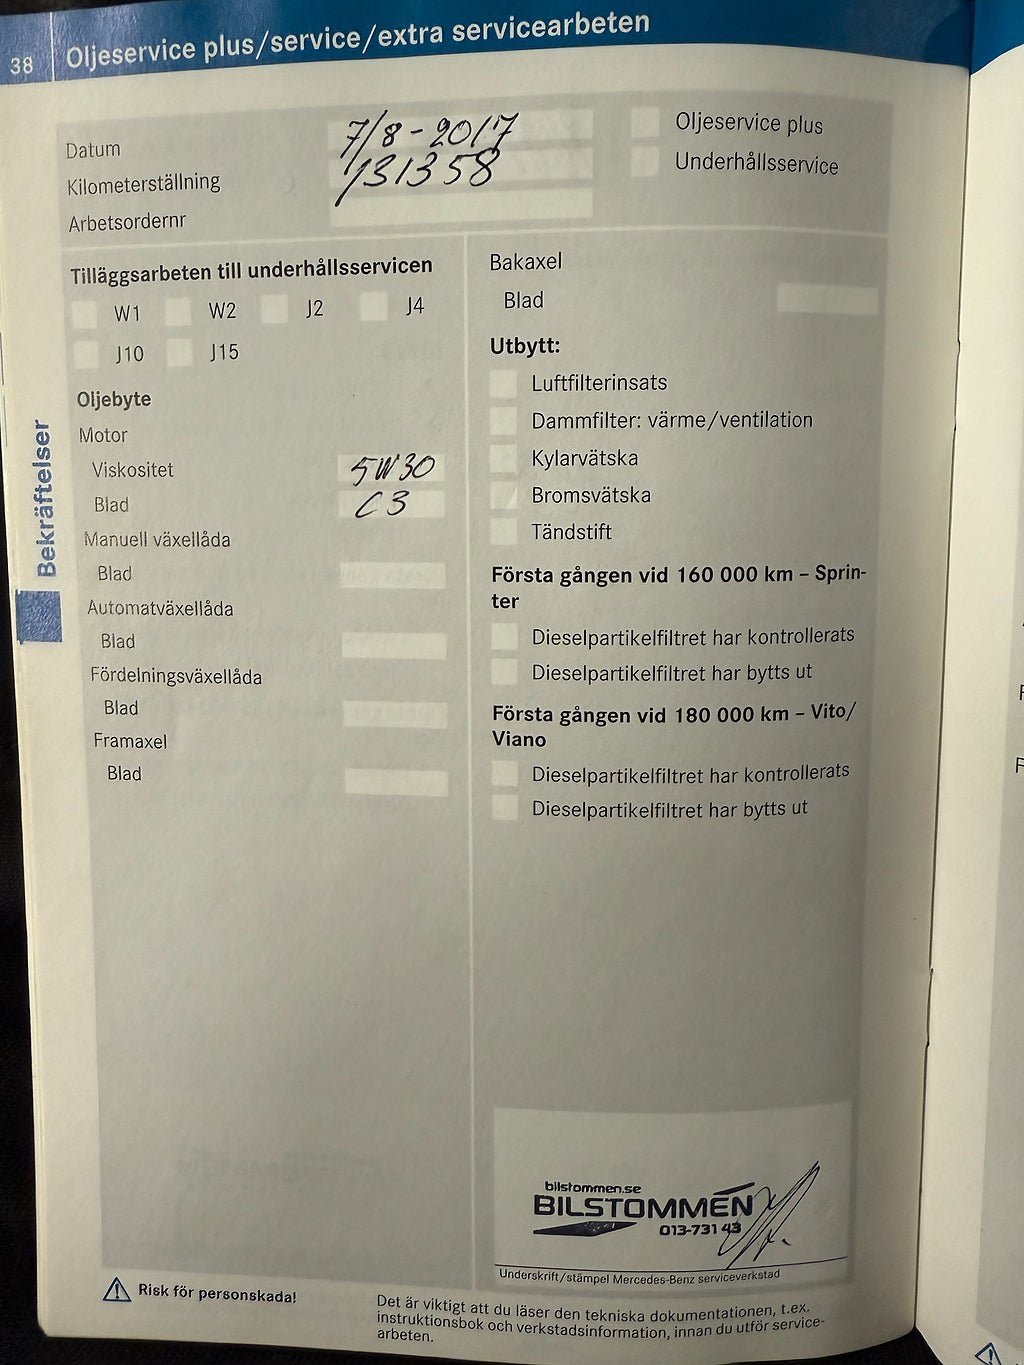 38 Oljeservice plus/service/extra servicearbeten
Datum 7/8-2017
Kilometerställning 131358
Arbetsordernr
Oljeservice plus
Underhållsservice
Tilläggsarbeten till underhållsservicen
W1 W2 J2 J4
J10 J15
Oljebyte
Motor
Viskositet 5W30
Blad C3
Manuell växellåda
Blad
Automatväxellåda
Blad
Fördelningsväxellåda
Blad
Framaxel
Blad
Bakaxel
Blad
Utbytt:
Luftfilterinsats
Dammfilter: värme/ventilation
Kylarvätska
Bromsvätska
Tändstift
Första gången vid 160 000 km – Sprin-
ter
Dieselpartikelfiltret har kontrollerats
Dieselpartikelfiltret har bytts ut
Första gången vid 180 000 km – Vito/
Viano
Dieselpartikelfiltret har kontrollerats
Dieselpartikelfiltret har bytts ut
Bekräftelser
bilstommen.se
BILSTOMMEN
013-731 43
Underskrift/stämpel Mercedes-Benz serviceverkstad
Risk för personskada!
Det är viktigt att du läser den tekniska dokumentationen, t.ex.
instruktionsbok och verkstadsinformation, innan du utför service-
arbeten.